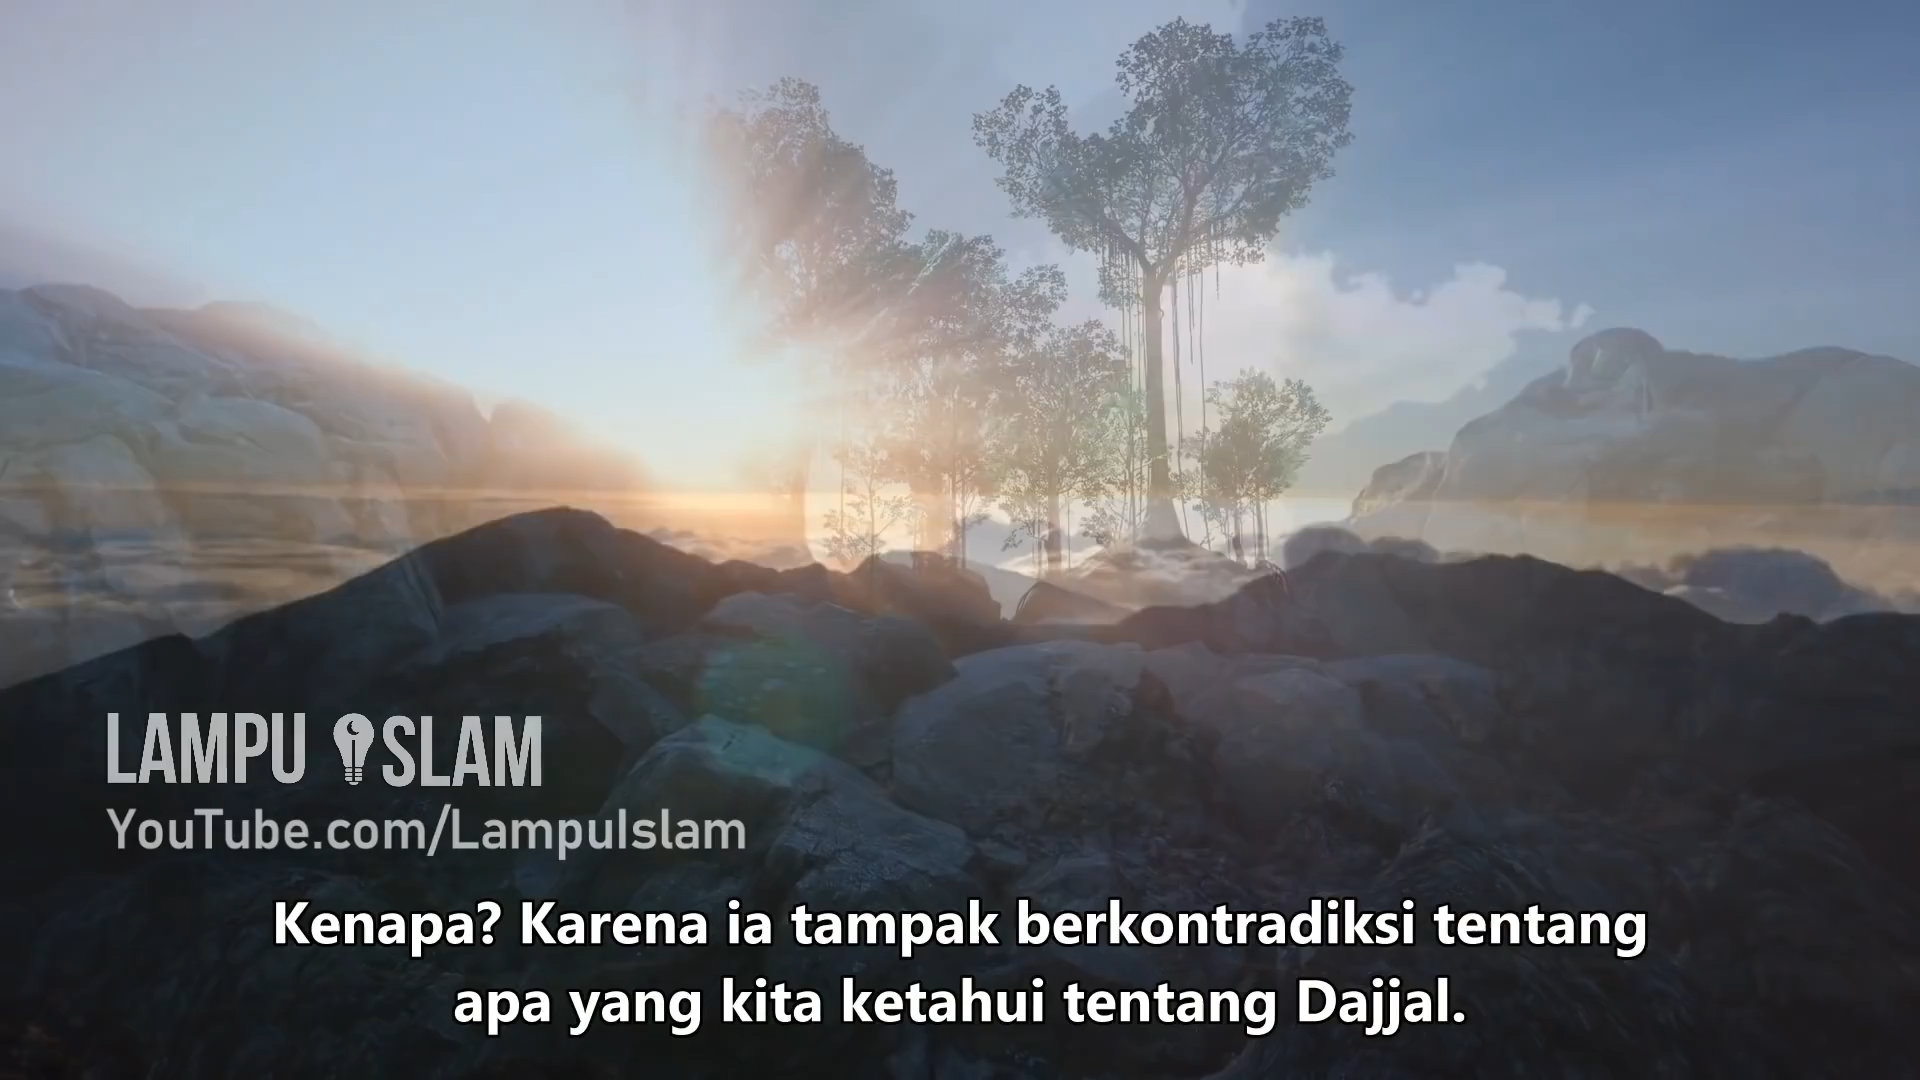 LAMPU ISLAM
YouTube.com/LampuIslam
Kenapa? Karena ia tampak berkontradiksi tentang
apa yang kita ketahui tentang Dajjal.